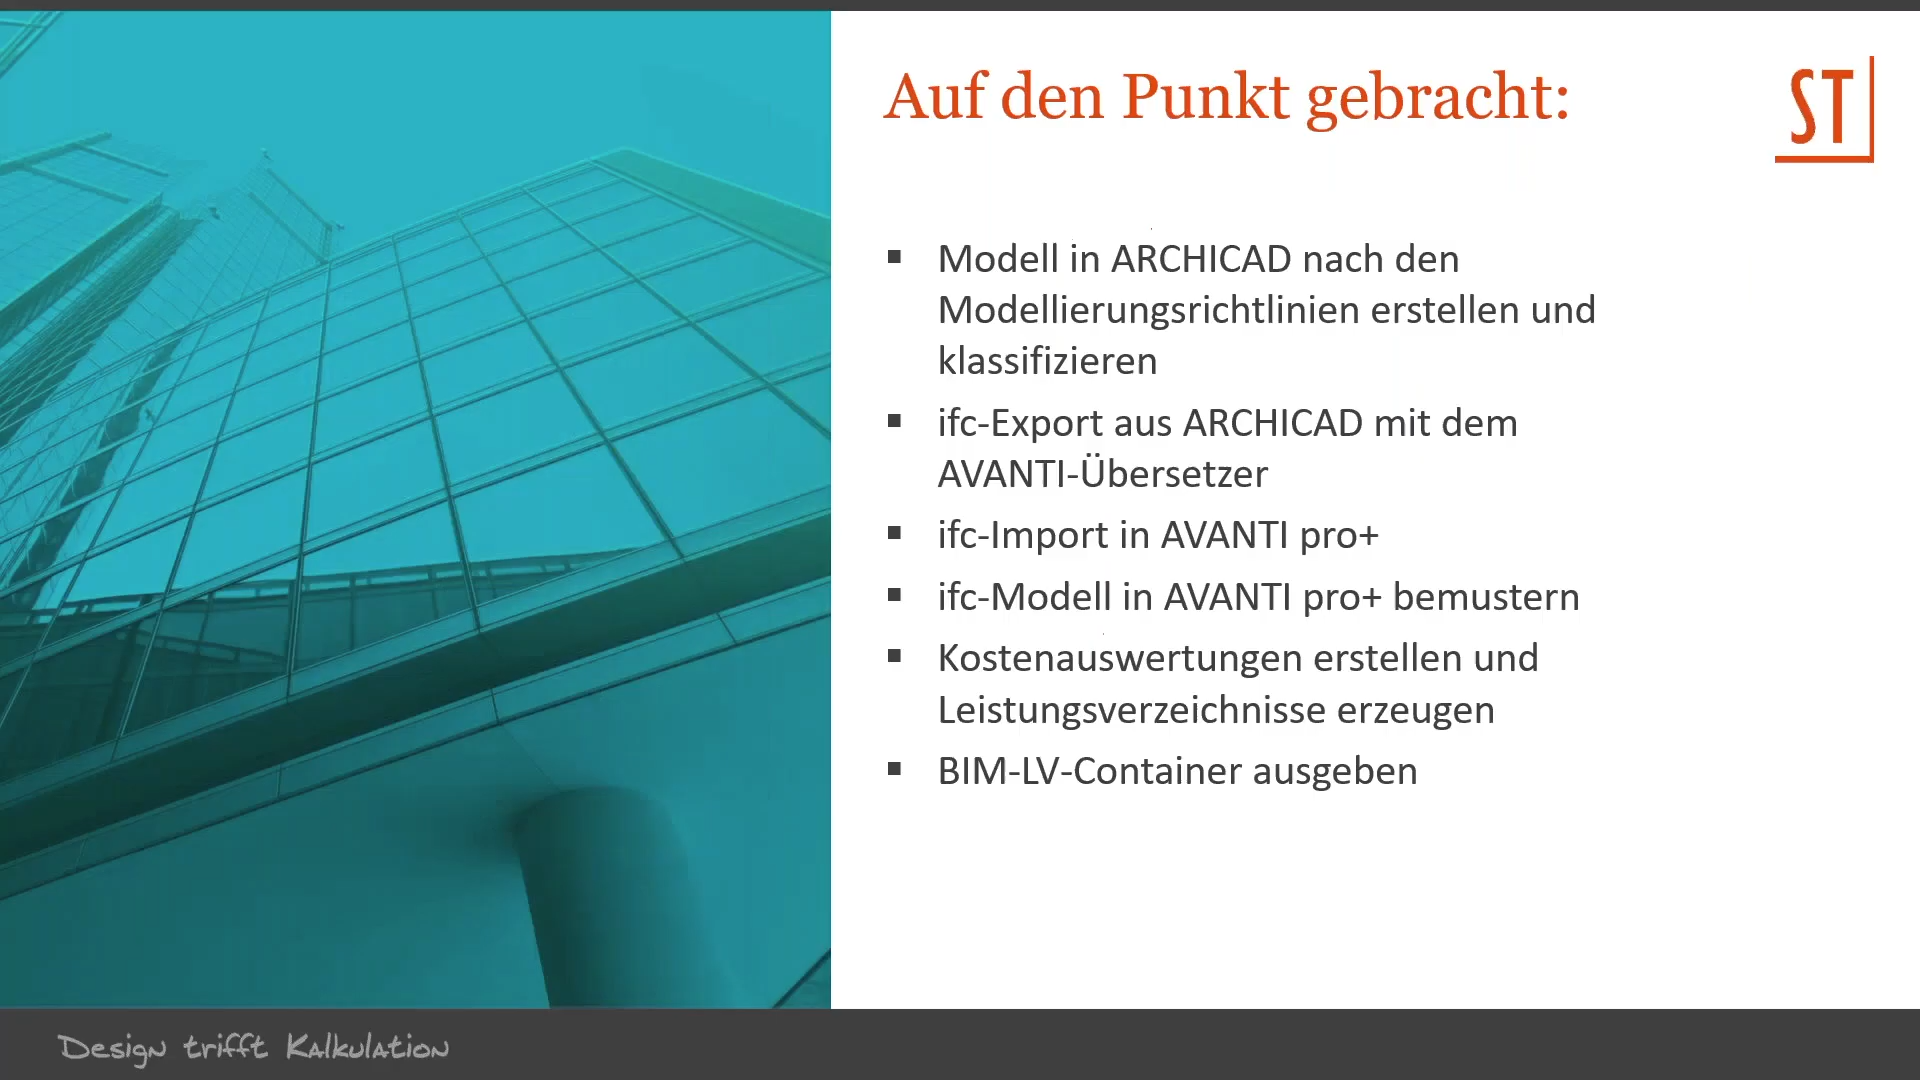 Auf den Punkt gebracht:
ST
▪ Modell in ARCHICAD nach den
Modellierungsrichtlinien erstellen und
klassifizieren
▪ ifc-Export aus ARCHICAD mit dem
AVANTI-Übersetzer
▪ ifc-Import in AVANTI pro+
▪ ifc-Modell in AVANTI pro+ bemustern
▪ Kostenauswertungen erstellen und
Leistungsverzeichnisse erzeugen
▪ BIM-LV-Container ausgeben
Design trifft Kalkulation